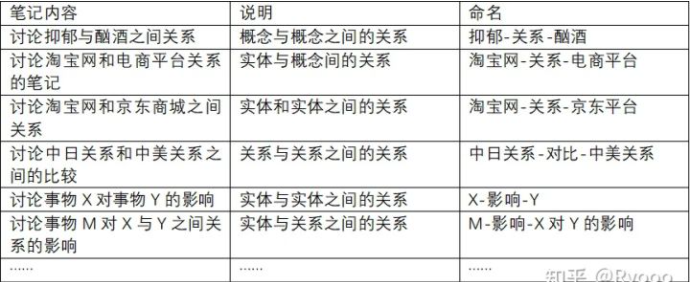 笔记内容 说明 命名
讨论抑郁与酗酒之间关系 概念与概念之间的关系 抑郁-关系-酗酒
讨论淘宝网和电商平台关系 实体与概念间的关系 淘宝网-关系-电商平台
的笔记
讨论淘宝网和京东商城之间 实体和实体之间的关系 淘宝网-关系-京东平台
关系
讨论中日关系和中美关系之 关系与关系之间的关系 中日关系-对比-中美关系
间的比较
讨论事物X对事物Y的影响 实体与实体之间的关系 X-影响-Y
讨论事物M对X与Y之间关 实体与关系之间的关系 M-影响-X对Y的影响
系的影响
…… …… ……
知乎 @Ryooo